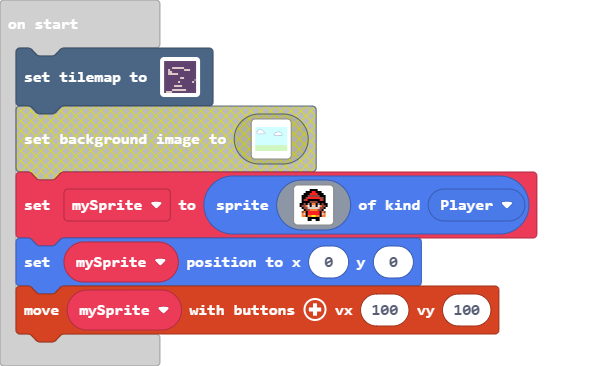 on start
set tilemap to
set background image to
set mySprite to sprite of kind Player
set mySprite position to x 0 y 0
move mySprite with buttons + vx 100 vy 100